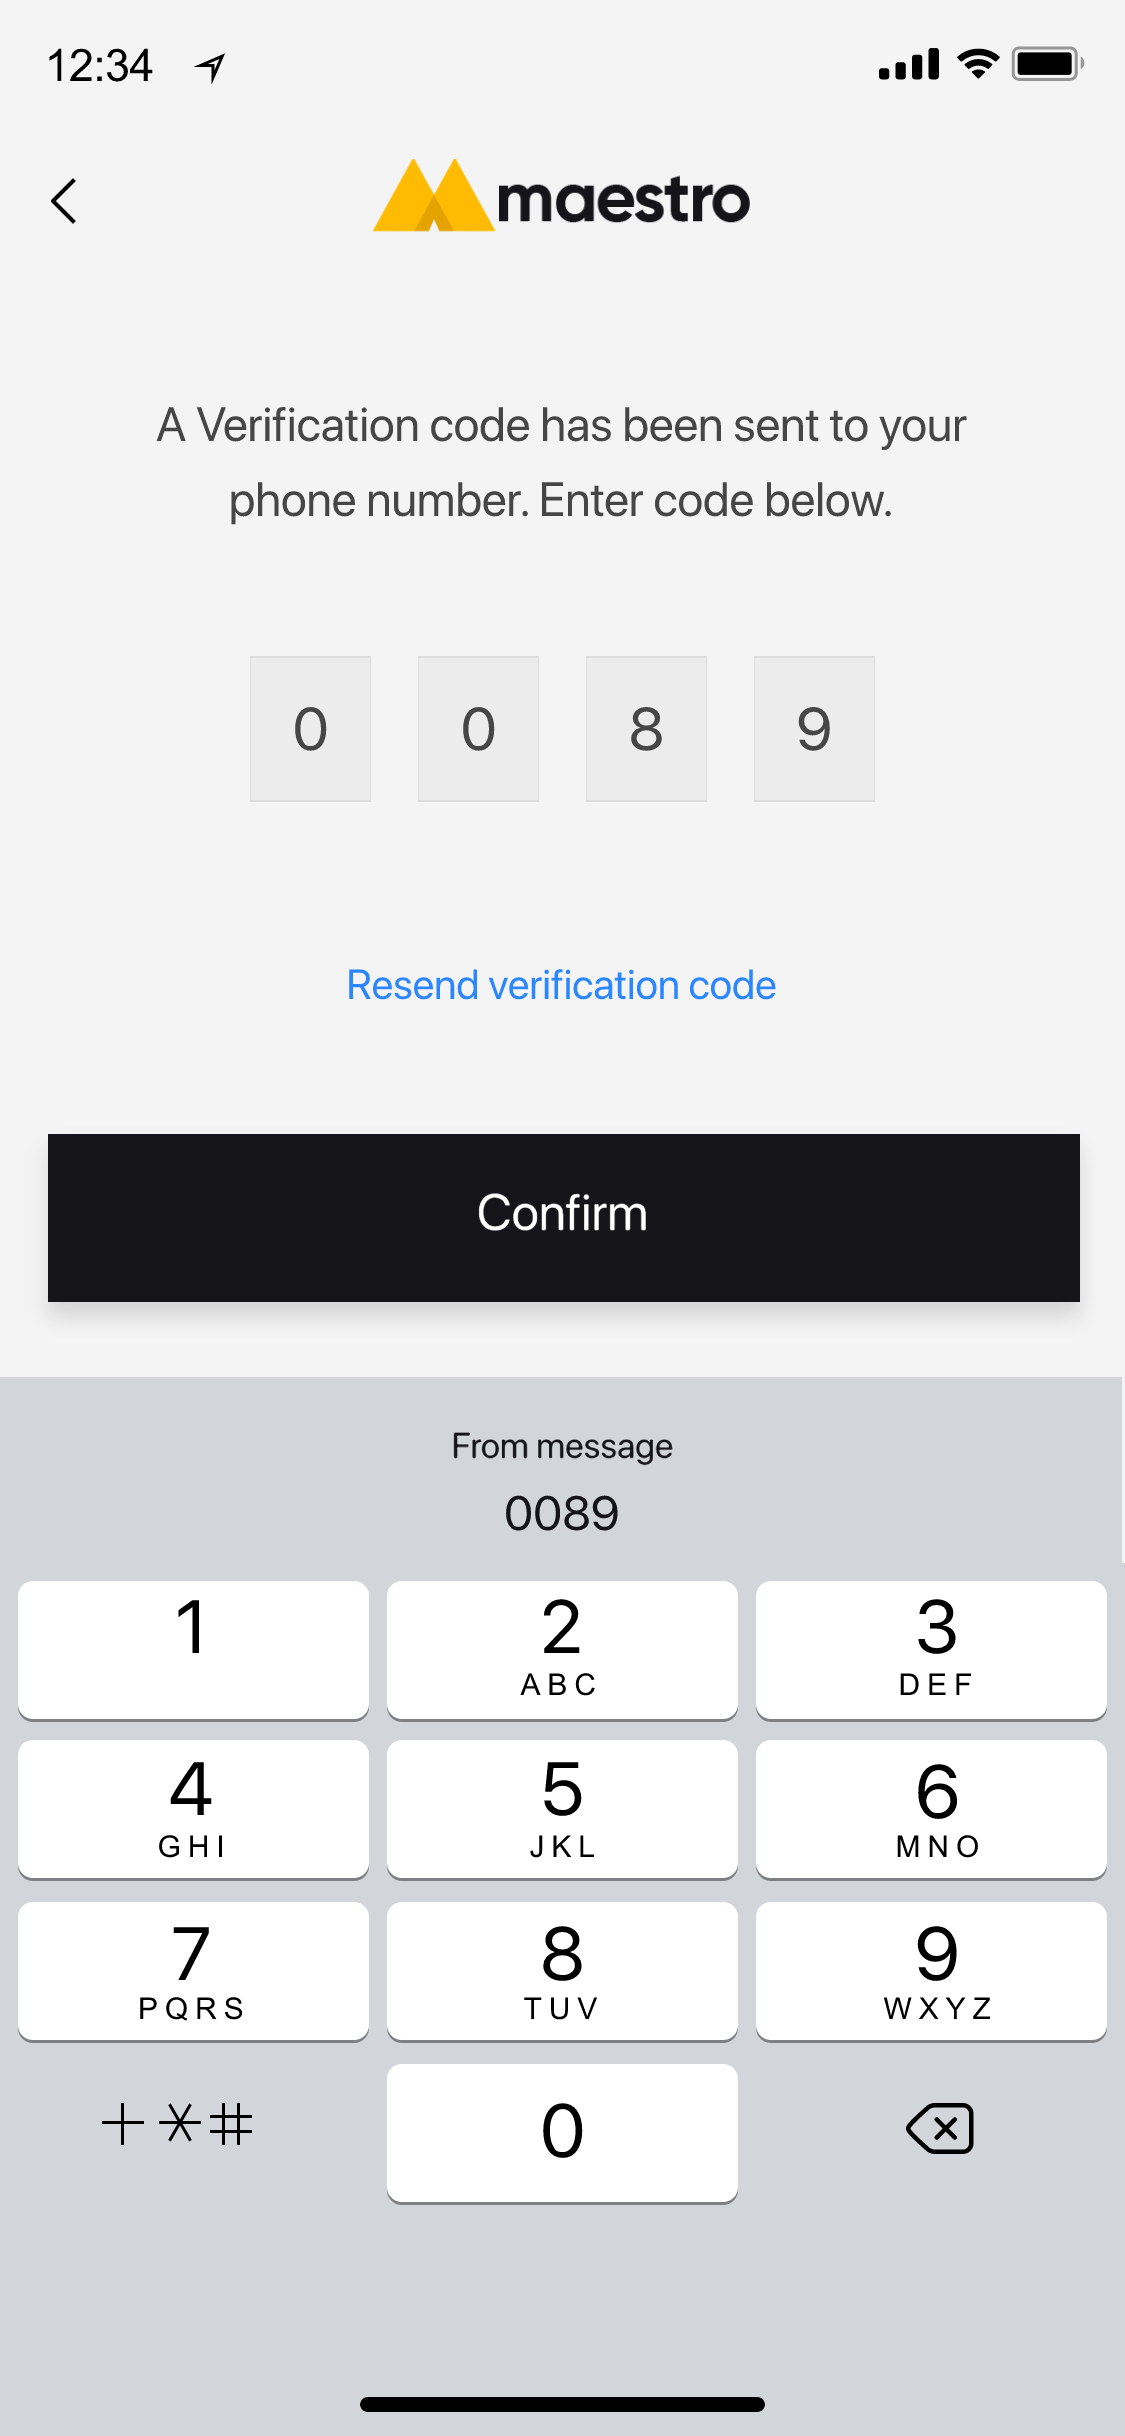 12:34
maestro
A Verification code has been sent to your
phone number. Enter code below.
0 0 8 9
Resend verification code
Confirm
From message
0089
1 2 3
ABC DEF
4 5 6
GHI JKL MNO
7 8 9
PQRS TUV WXYZ
+*# 0